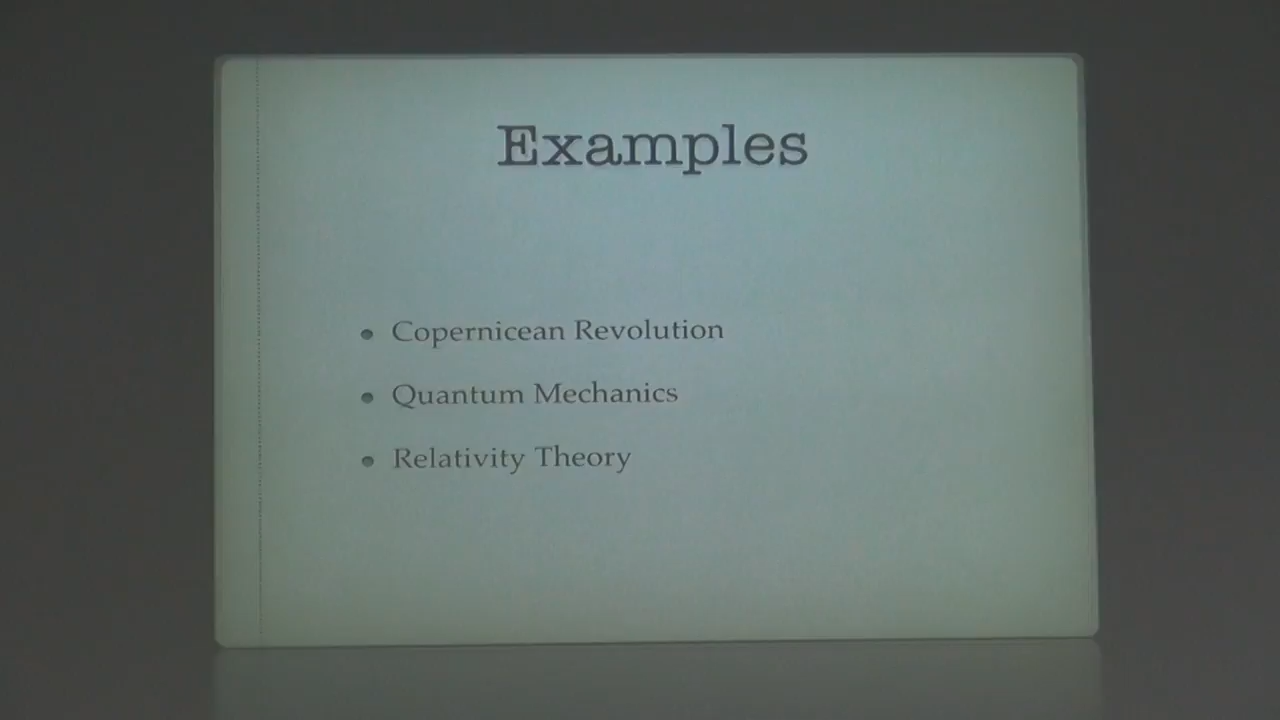 Examples
• Copernicean Revolution
• Quantum Mechanics
• Relativity Theory